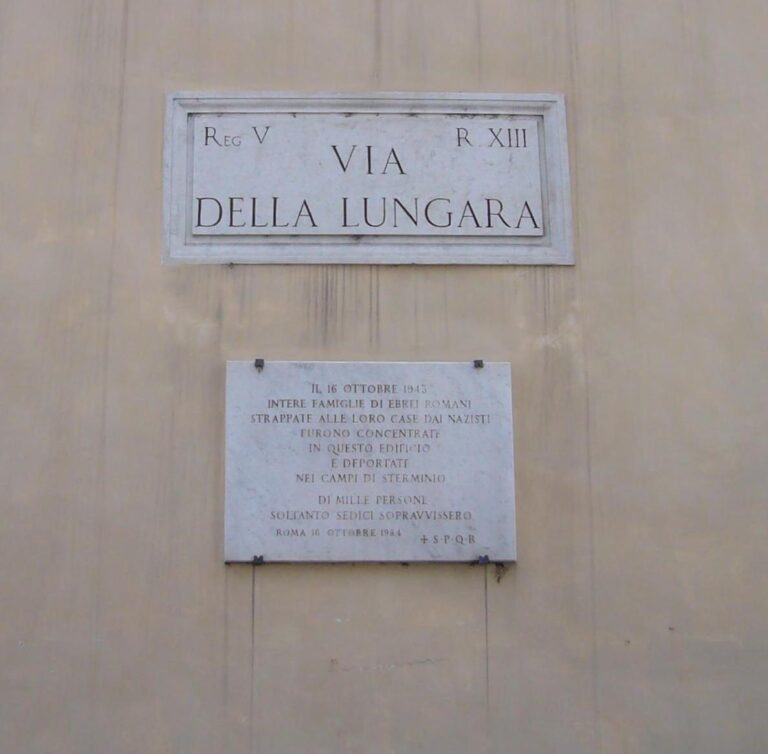 REG V R XIII
VIA
DELLA LUNGARA
IL 16 OTTOBRE 1943
INTERE FAMIGLIE DI EBREI ROMANI
STRAPPATE ALLE LORO CASE DAI NAZISTI
FURONO CONCENTRATE
IN QUESTO EDIFICIO
E DEPORTATE
NEI CAMPI DI STERMINIO
DI MILLE PERSONE
SOLTANTO SEDICI SOPRAVVISSERO
ROMA 16 OTTOBRE 1984
+ S·P·Q·R